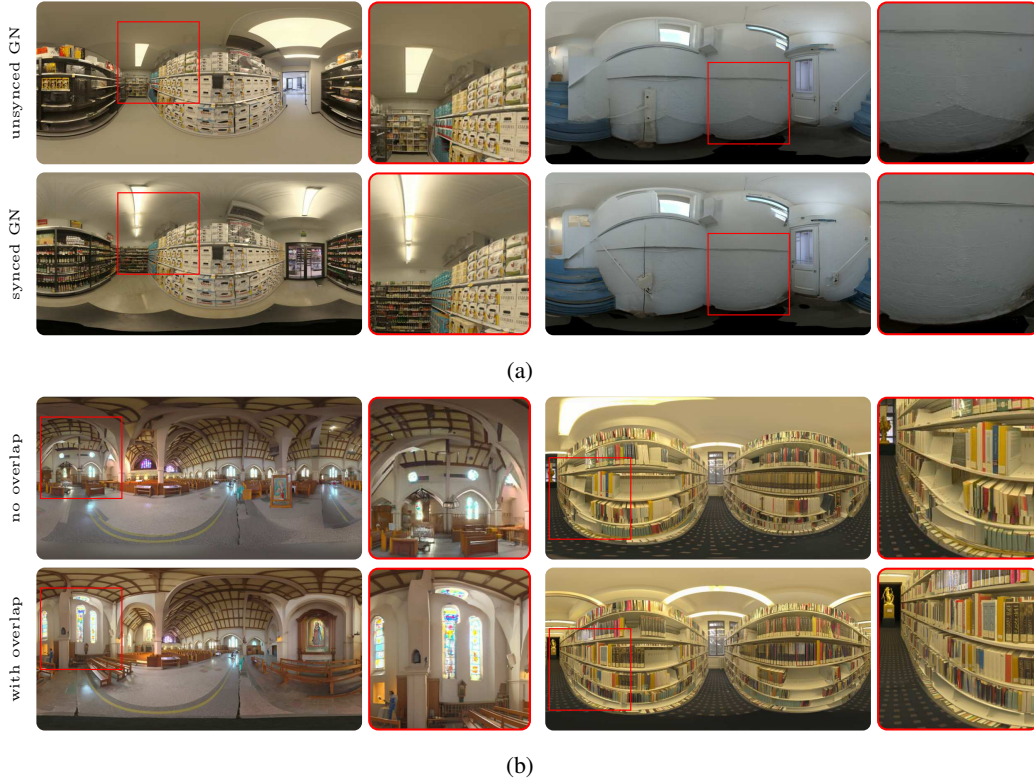 unsynced GN
synced GN
(a)
no overlap
with overlap
(b)